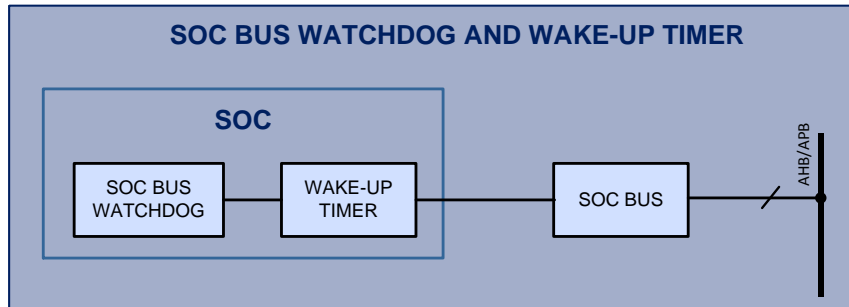 SOC BUS WATCHDOG AND WAKE-UP TIMER
SOC
SOC BUS
WATCHDOG
WAKE-UP
TIMER
SOC BUS
AHB/APB